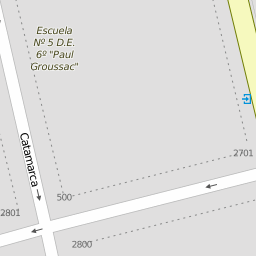 Escuela
Nº 5 D.E.
6º "Paul
Groussac"
Catamarca
2701
500
2801
2800